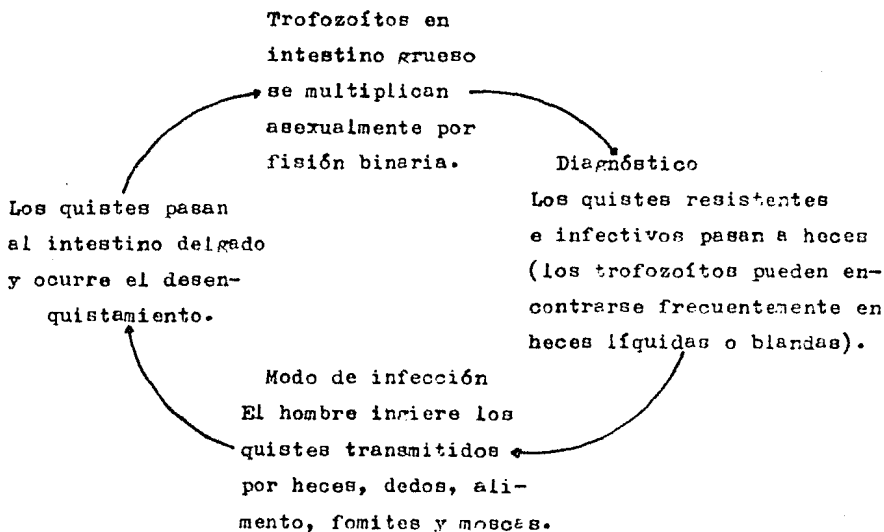 Trofozoítos en
intestino grueso
se multiplican
asexualmente por
fisión binaria.
Diagnóstico
Los quistes resistentes
e infectivos pasan a heces
(los trofozoítos pueden en-
contrarse frecuentemente en
heces líquidas o blandas).
Modo de infección
El hombre ingiere los
quistes transmitidos
por heces, dedos, ali-
mento, fomites y moscas.
Los quistes pasan
al intestino delgado
y ocurre el desen-
quistamiento.